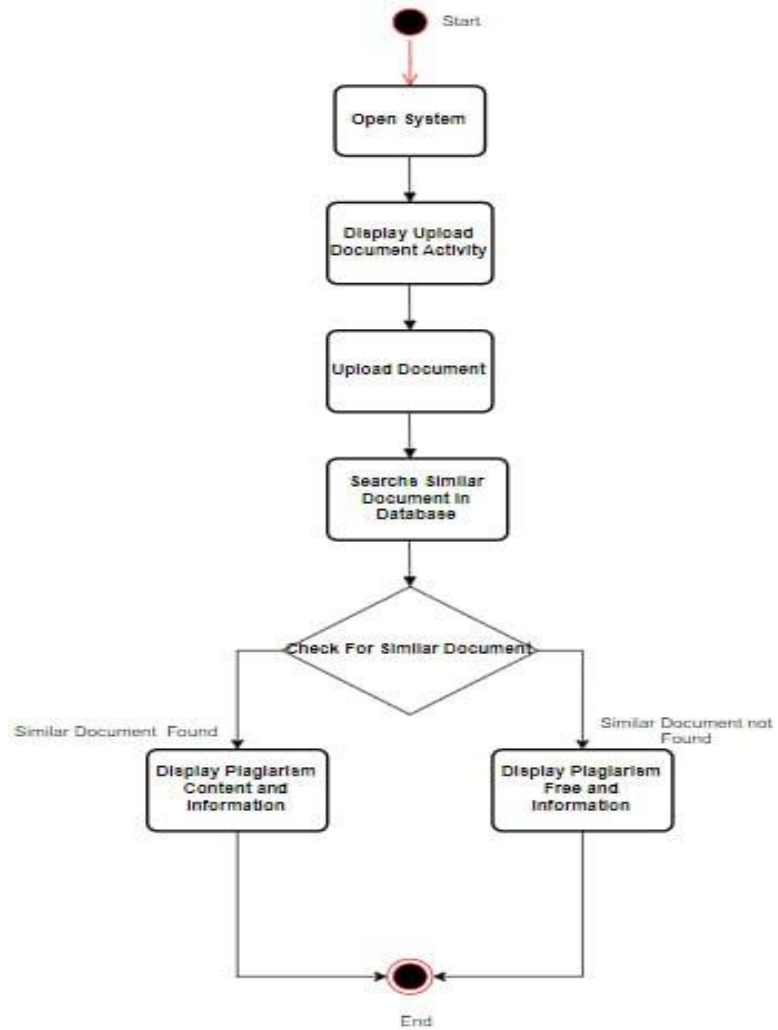 Start
Open System
Display Upload
Document Activity
Upload Document
Searchs Similar
Document in
Database
Check For Similar Document
Similar Document Found
Similar Document not
Found
Display Plagiarism
Content and
Information
Display Plagiarism
Free and
Information
End